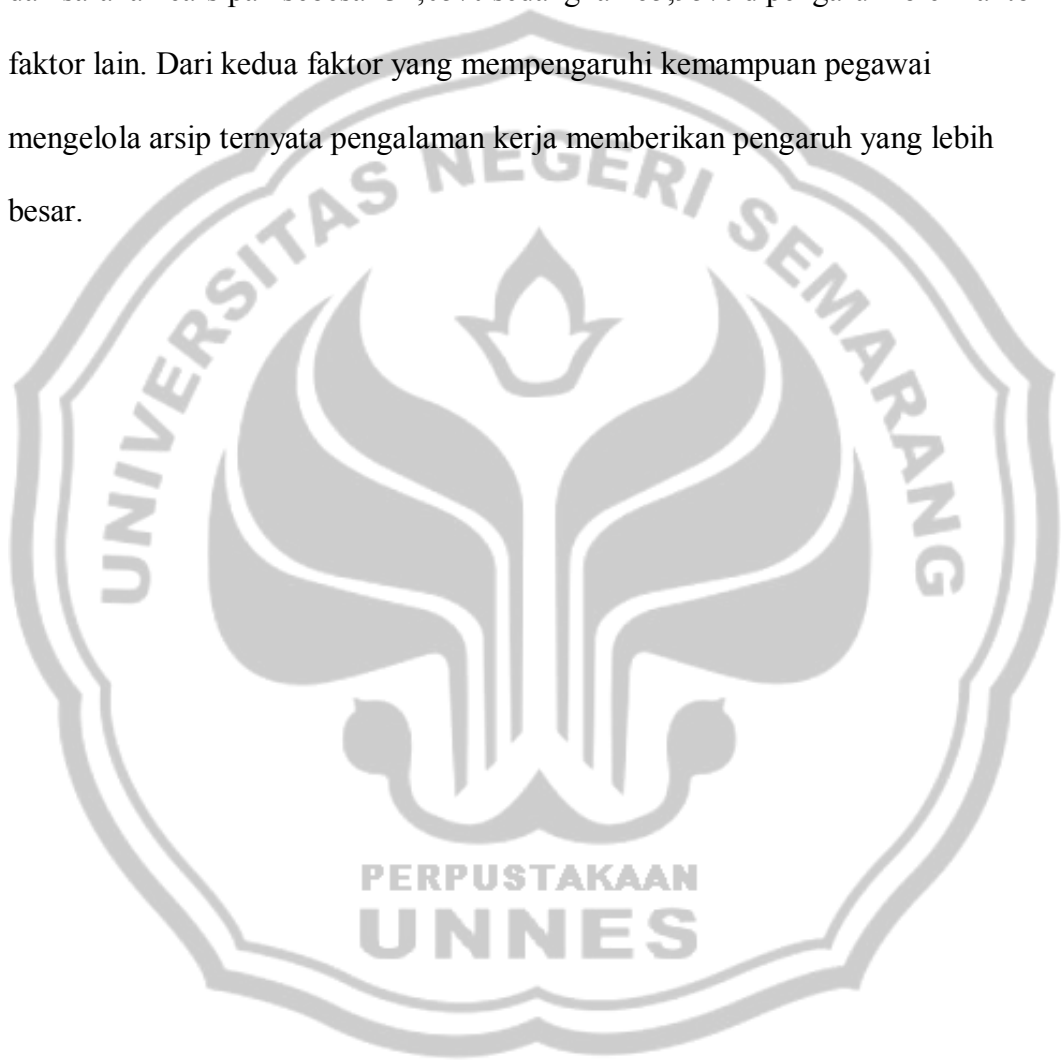 faktor lain. Dari kedua faktor yang mempengaruhi kemampuan pegawai
mengelola arsip ternyata pengalaman kerja memberikan pengaruh yang lebih
besar.
UNIVERSITAS NEGERI SEMARANG
PERPUSTAKAAN
UNNES